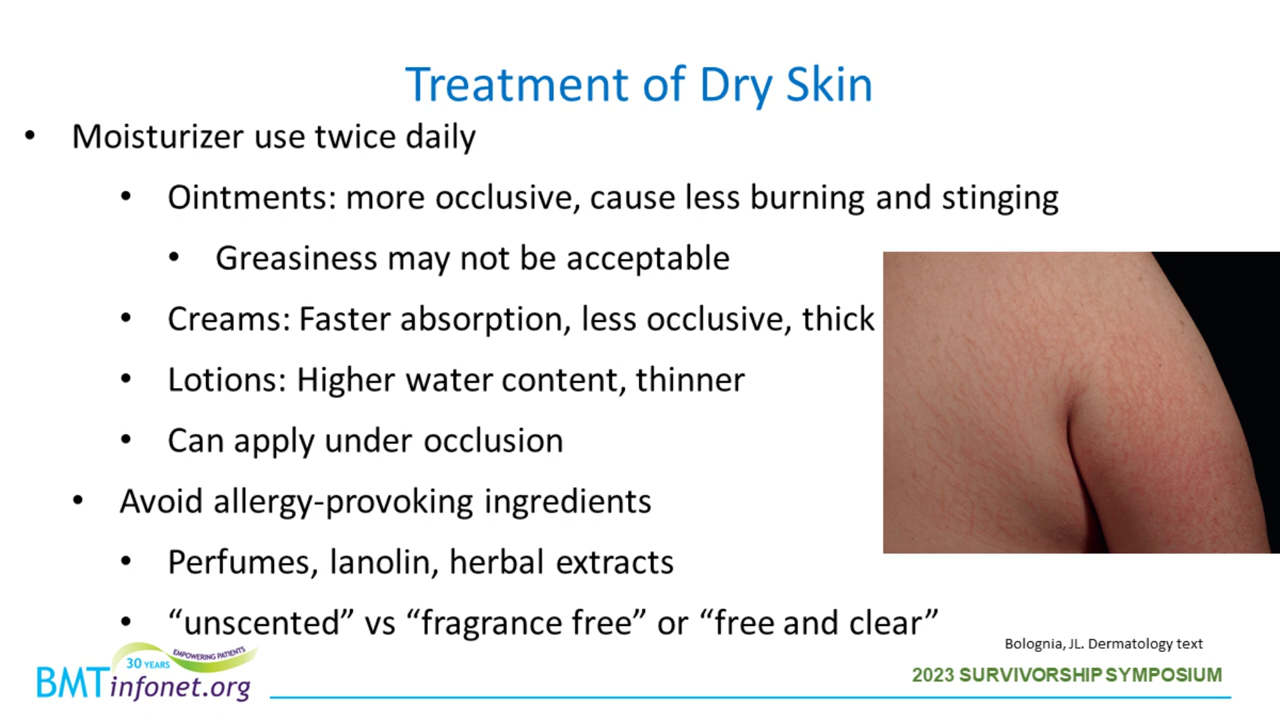 Treatment of Dry Skin
• Moisturizer use twice daily
• Ointments: more occlusive, cause less burning and stinging
• Greasiness may not be acceptable
• Creams: Faster absorption, less occlusive, thick
• Lotions: Higher water content, thinner
• Can apply under occlusion
• Avoid allergy-provoking ingredients
• Perfumes, lanolin, herbal extracts
• “unscented” vs “fragrance free” or “free and clear”
Bolognia, JL. Dermatology text
30 YEARS EMPOWERING PATIENTS
BMTinfonet.org
2023 SURVIVORSHIP SYMPOSIUM